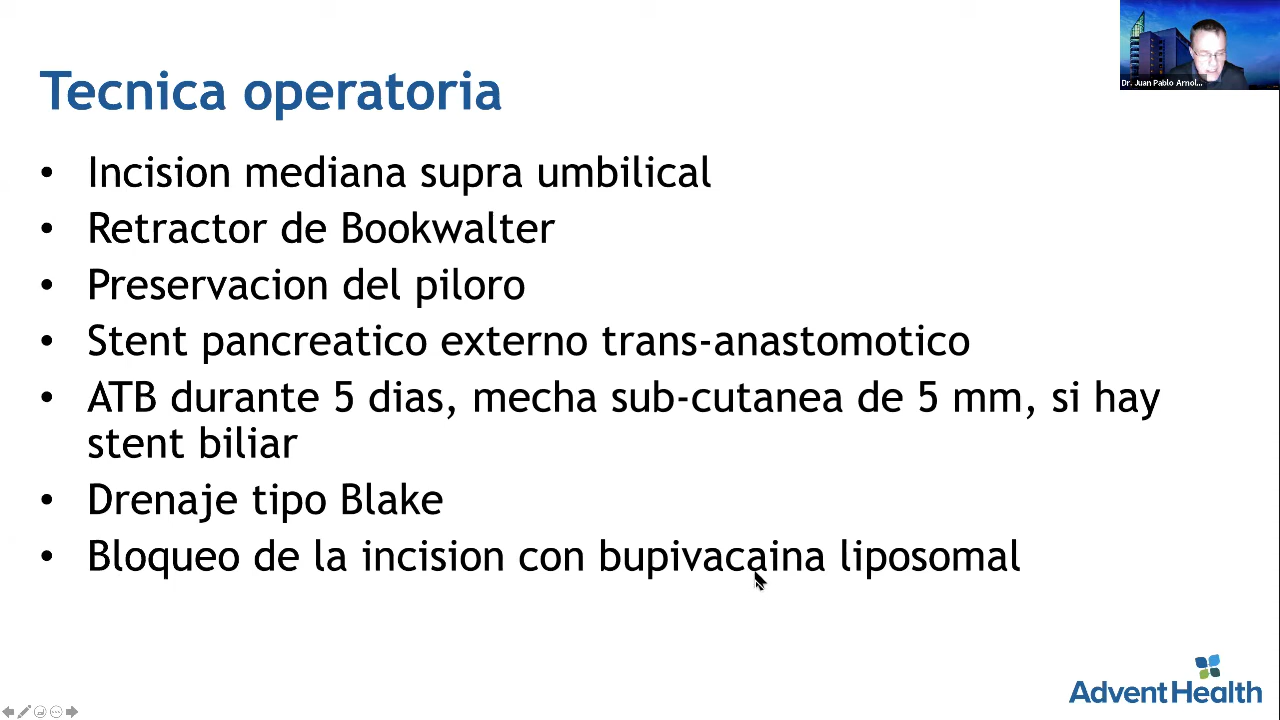 Dr. Juan Pablo Arnol...
Tecnica operatoria
• Incision mediana supra umbilical
• Retractor de Bookwalter
• Preservacion del piloro
• Stent pancreatico externo trans-anastomotico
• ATB durante 5 dias, mecha sub-cutanea de 5 mm, si hay
stent biliar
• Drenaje tipo Blake
• Bloqueo de la incision con bupivacaina liposomal
AdventHealth